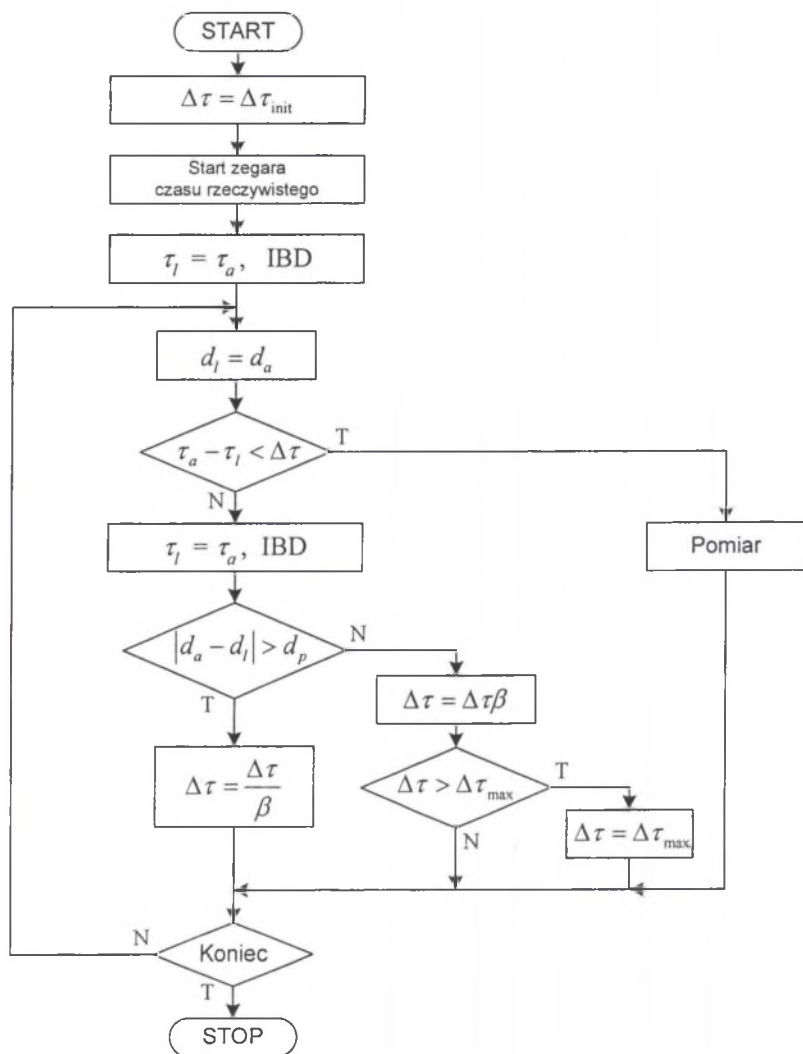 START
Δτ = Δτ_init
Start zegara
czasu rzeczywistego
τ_l = τ_a, IBD
d_l = d_a
τ_a − τ_l < Δτ
T
N
τ_l = τ_a, IBD
Pomiar
|d_a − d_l| > d_p
N
T
Δτ = Δτβ
Δτ = Δτ/β
Δτ > Δτ_max
T
N
Δτ = Δτ_max
Koniec
N
T
STOP